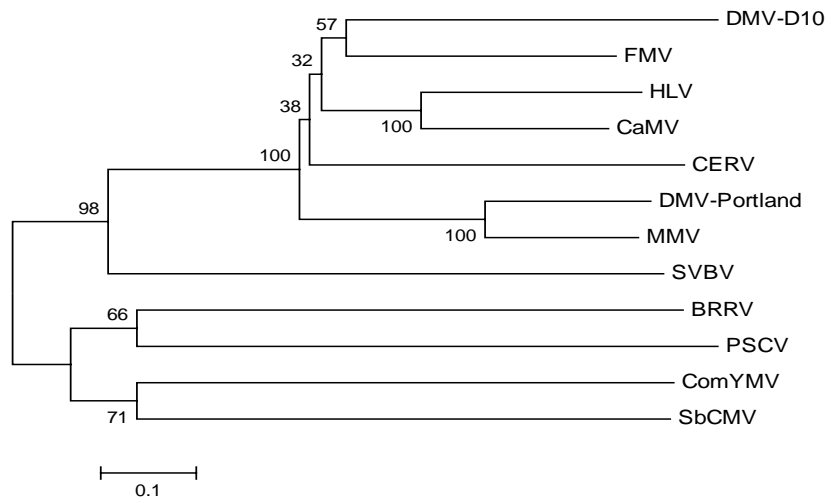 57
DMV-D10
FMV
32
HLV
38
100
CaMV
100
CERV
98
DMV-Portland
100
MMV
SVBV
66
BRRV
PSCV
ComYMV
71
SbCMV
0.1